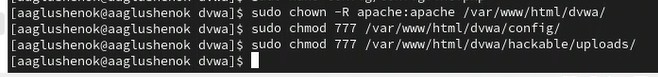 [aaglushenok@aaglushenok dvwa]$ sudo chown -R apache:apache /var/www/html/dvwa/
[aaglushenok@aaglushenok dvwa]$ sudo chmod 777 /var/www/html/dvwa/config/
[aaglushenok@aaglushenok dvwa]$ sudo chmod 777 /var/www/html/dvwa/hackable/uploads/
[aaglushenok@aaglushenok dvwa]$